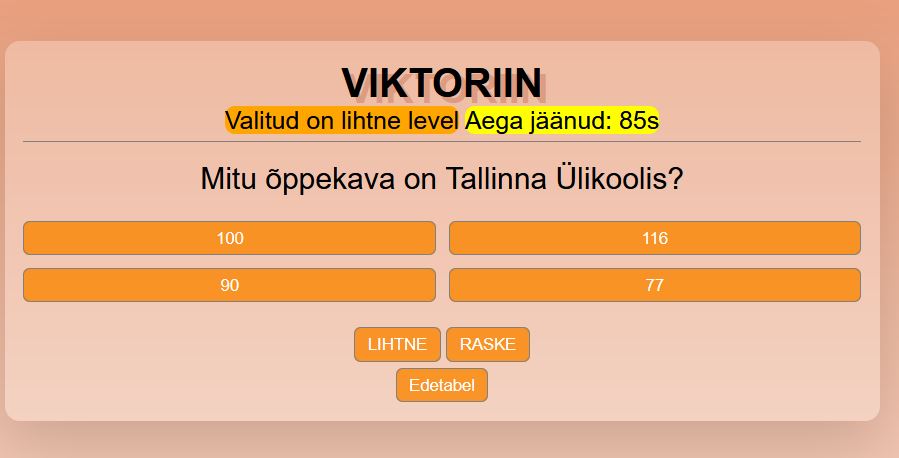 VIKTORIIN
Valitud on lihtne level Aega jäänud: 85s
Mitu õppekava on Tallinna Ülikoolis?
100 116
90 77
LIHTNE RASKE
Edetabel